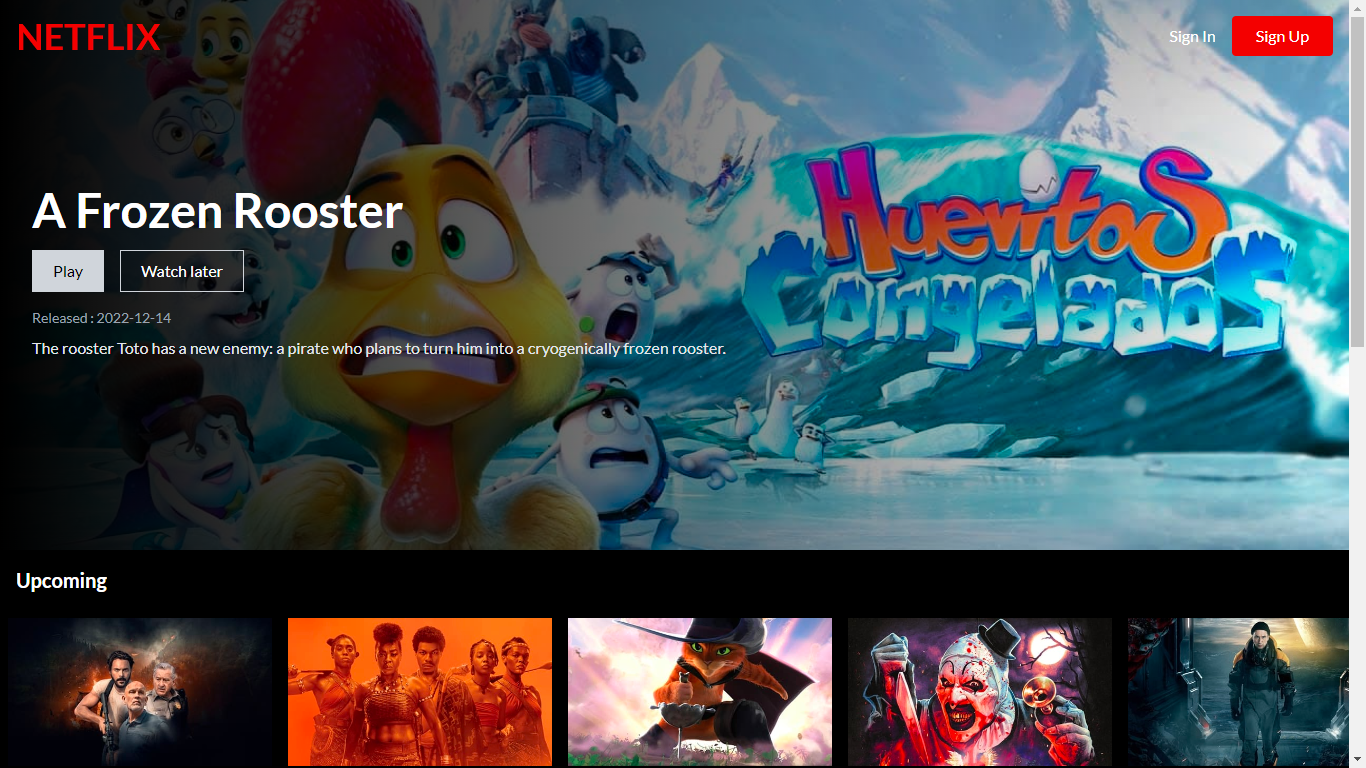 NETFLIX
Sign In
Sign Up
Huevitos
Congelados
A Frozen Rooster
Play
Watch later
Released : 2022-12-14
The rooster Toto has a new enemy: a pirate who plans to turn him into a cryogenically frozen rooster.
Upcoming